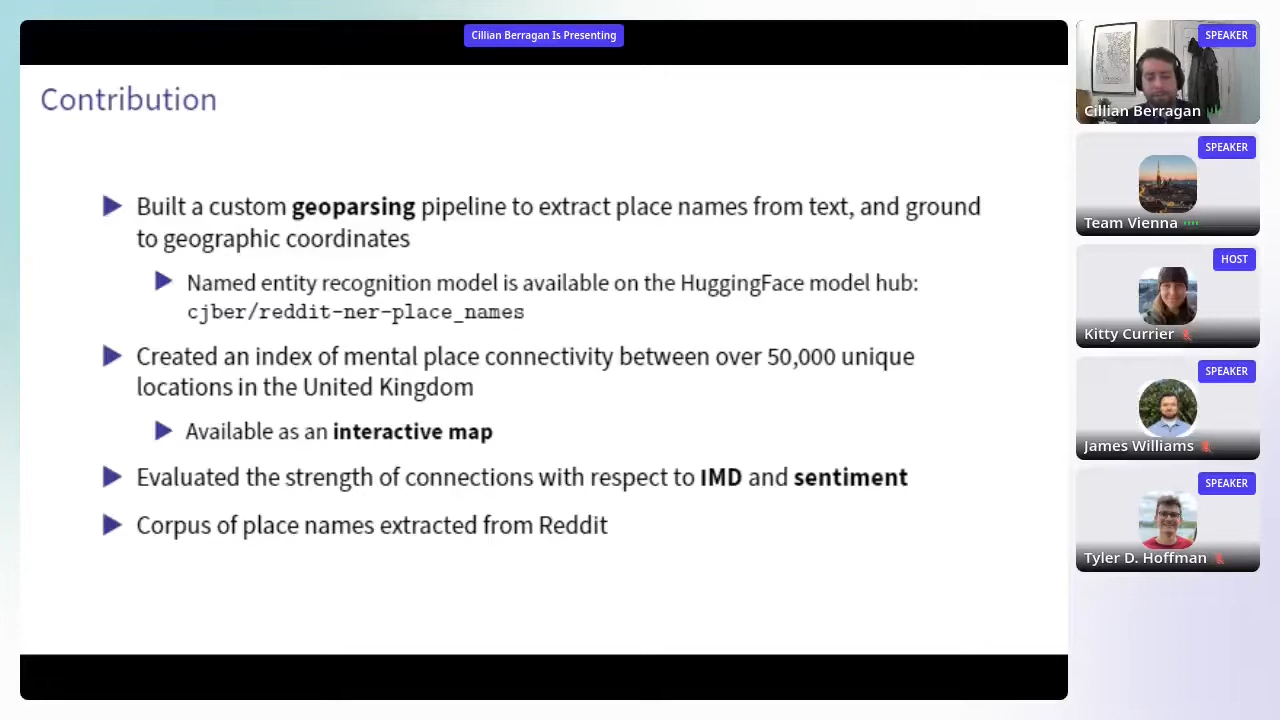 Cillian Berragan Is Presenting
Contribution
Built a custom geoparsing pipeline to extract place names from text, and ground
to geographic coordinates
Named entity recognition model is available on the HuggingFace model hub:
cjber/reddit-ner-place_names
Created an index of mental place connectivity between over 50,000 unique
locations in the United Kingdom
Available as an interactive map
Evaluated the strength of connections with respect to IMD and sentiment
Corpus of place names extracted from Reddit
SPEAKER
Cillian Berragan
SPEAKER
Team Vienna
HOST
Kitty Currier
SPEAKER
James Williams
SPEAKER
Tyler D. Hoffman